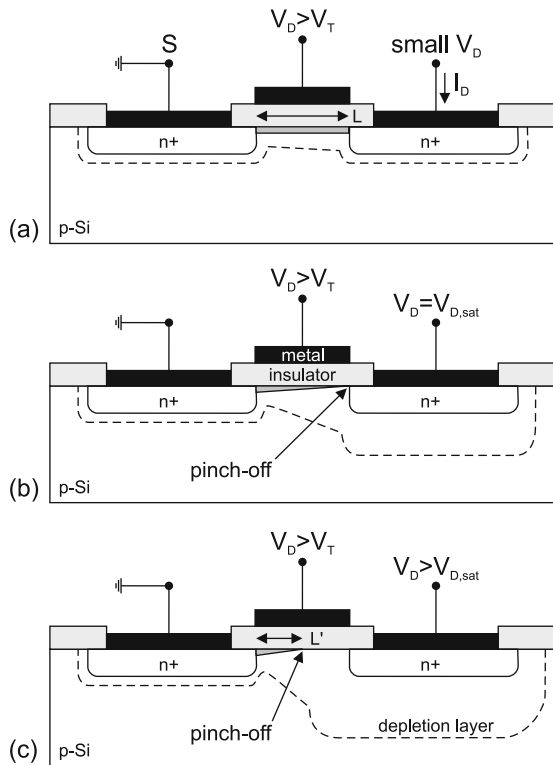 V_D>V_T
S
small V_D
I_D
L
n+
n+
(a)
p-Si
V_D>V_T
V_D=V_D,sat
metal
insulator
n+
n+
pinch-off
(b)
p-Si
V_D>V_T
V_D>V_D,sat
L'
n+
n+
pinch-off
depletion layer
(c)
p-Si